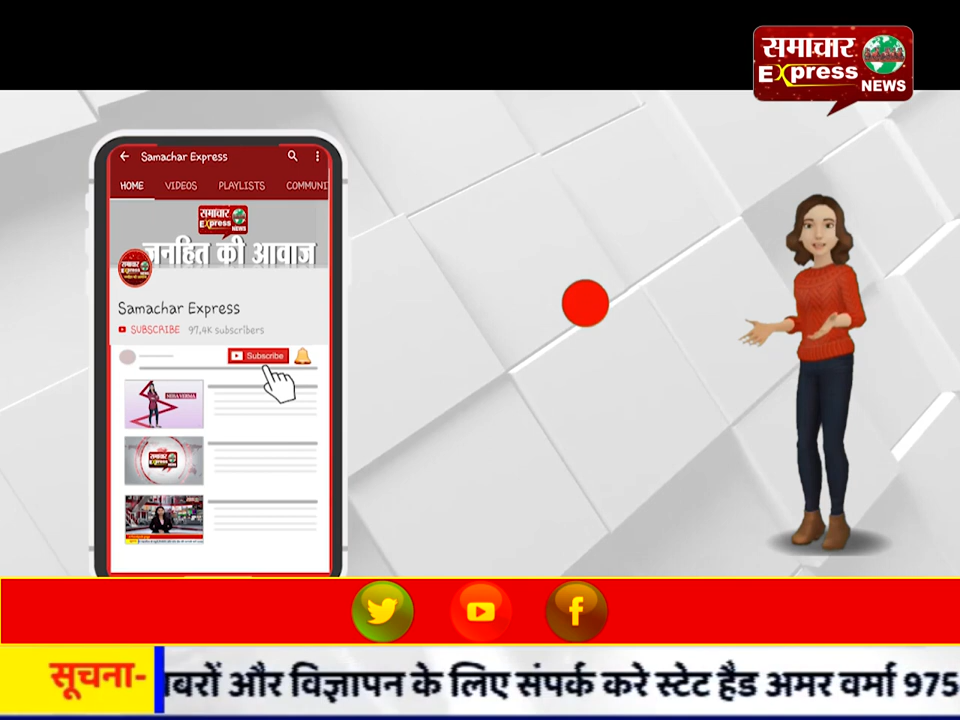 समाचार
Express
NEWS
Samachar Express
HOME VIDEOS PLAYLISTS COMMUNI
समाचार
Express
NEWS
जनहित की आवाज
Samachar Express
SUBSCRIBE 97.4K subscribers
Subscribe
सूचना- बरों और विज्ञापन के लिए संपर्क करे स्टेट हैड अमर वर्मा 975